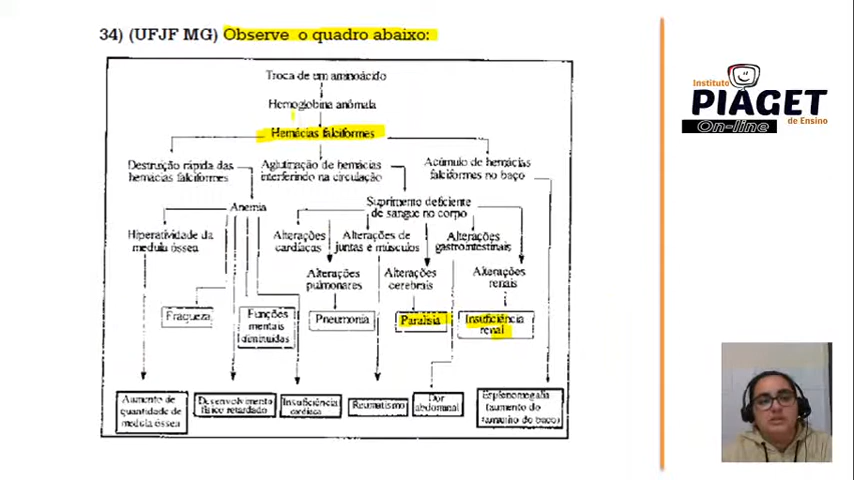 34) (UFJF MG) Observe o quadro abaixo:
Troca de um aminoácido
Hemoglobina anómala
Hemácias falciformes
Destruição rápida das
hemácias falciformes
Aglutinação de hemácias
interferindo na circulação
Acúmulo de hemácias
falciformes no baço
Anemia
Suprimento deficiente
de sangue no corpo
Hiperatividade da
medula óssea
Alterações
cardíacas
Alterações de
juntas e músculos
Alterações
gastrointestinais
Alterações
pulmonares
Alterações
cerebrais
Alterações
renais
Fraqueza
Funções
mentais
diminuídas
Pneumonia
Paralisia
Insuficiência
renal
Aumento de
quantidade de
medula óssea
Desenvolvimento
físico retardado
Insuficiência
cardíaca
Reumatismo
Dor
abdominal
Esplenomegalia
(aumento do
tamanho do baço)
Instituto
PIAGET
de Ensino
On-line